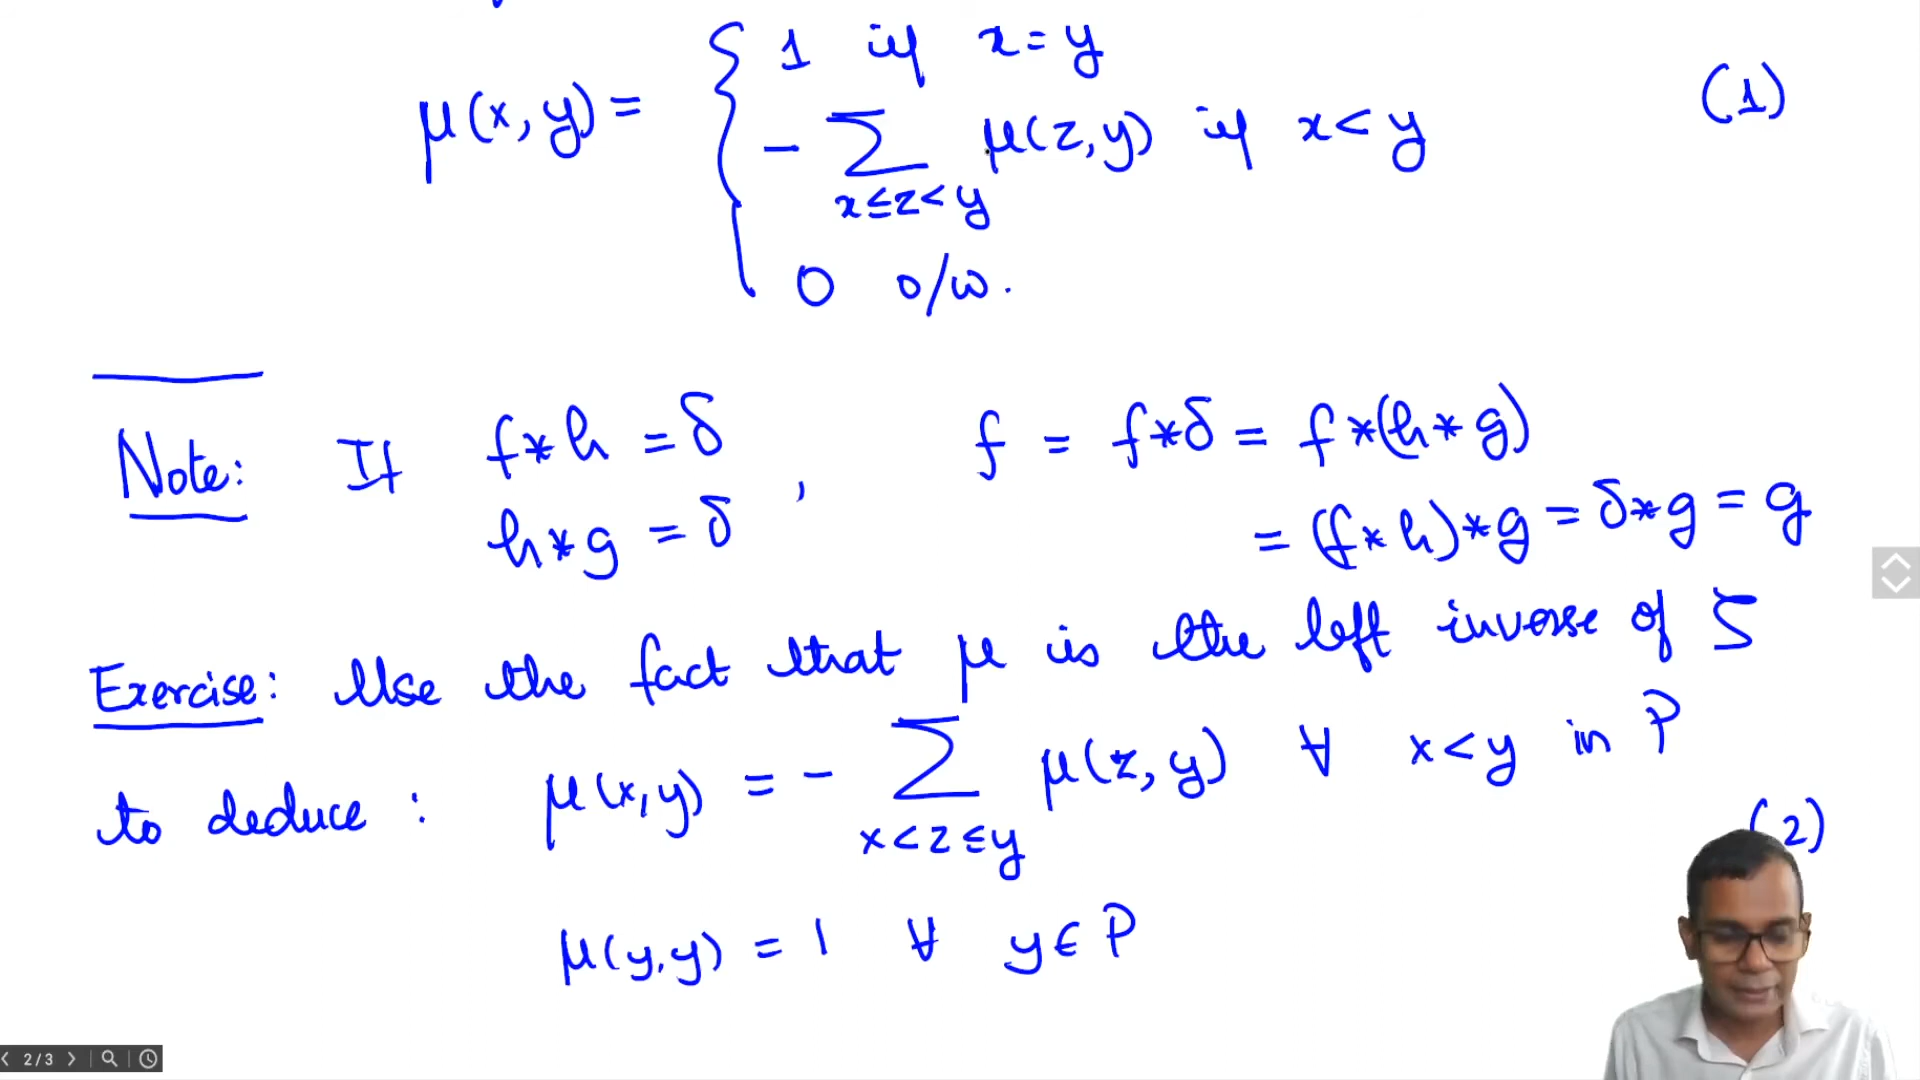 μ(x,y) = { 1 if x = y
- Σ_{x≤z<y} μ(z,y) if x < y (1)
0 o/w.
Note: If f * h = δ , f = f * δ = f * (h * g)
h * g = δ = (f * h) * g = δ * g = g
Exercise: Use the fact that μ is the left inverse of ζ
to deduce : μ(x,y) = - Σ_{x<z≤y} μ(z,y) ∀ x < y in P
(2)
μ(y,y) = 1 ∀ y ∈ P
2/3